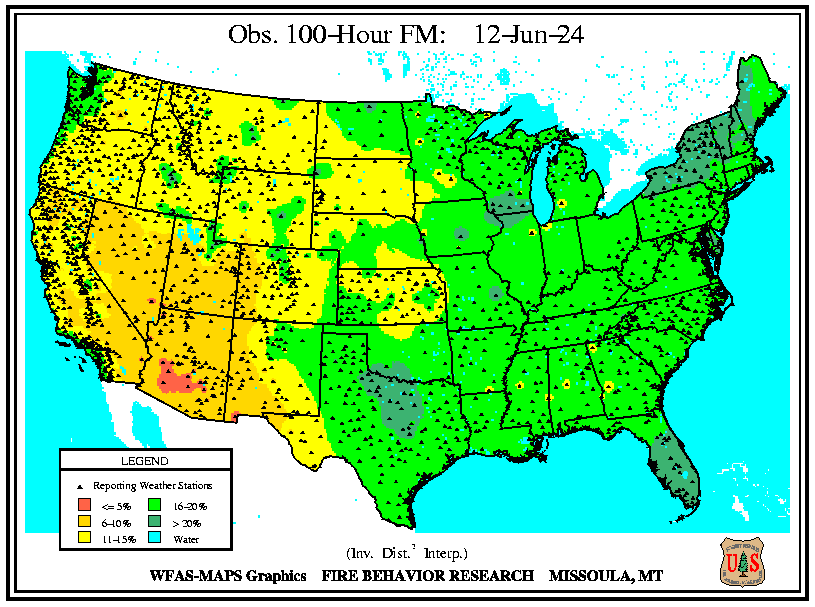 Obs. 100-Hour FM: 12-Jun-24
LEGEND
Reporting Weather Stations
<= 5% 16-20%
6-10% > 20%
11-15% Water
(Inv. Dist.² Interp.)
WFAS-MAPS Graphics FIRE BEHAVIOR RESEARCH MISSOULA, MT
U S